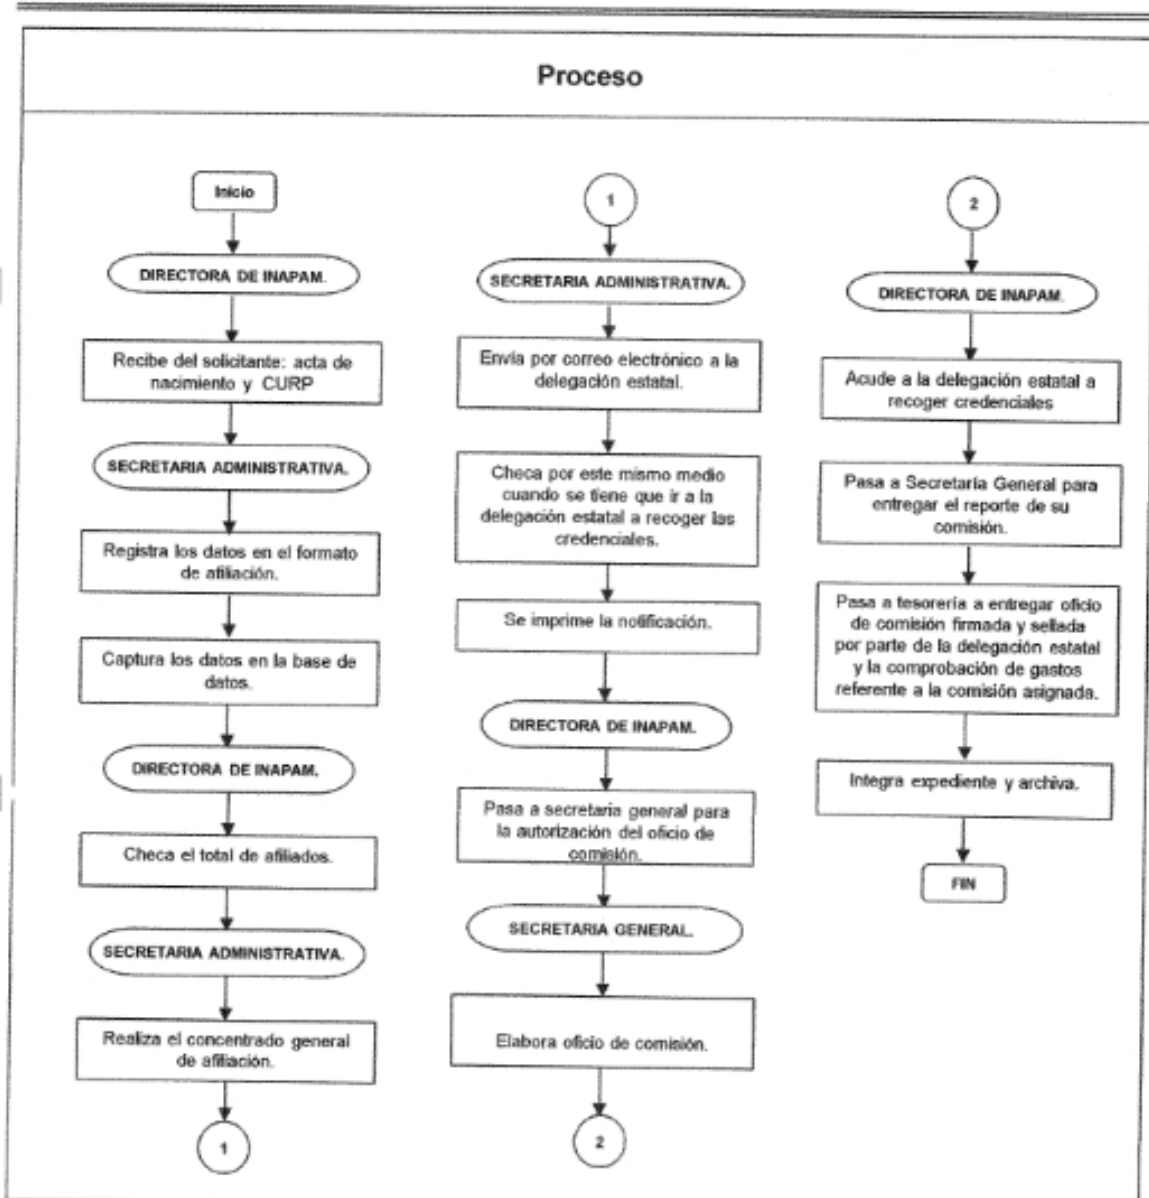 Proceso
Inicio
DIRECTORA DE INAPAM.
Recibe del solicitante: acta de
nacimiento y CURP
SECRETARIA ADMINISTRATIVA.
Registra los datos en el formato
de afiliación.
Captura los datos en la base de
datos.
DIRECTORA DE INAPAM.
Checa el total de afiliados.
SECRETARIA ADMINISTRATIVA.
Realiza el concentrado general
de afiliación.
1
1
SECRETARIA ADMINISTRATIVA.
Envía por correo electrónico a la
delegación estatal.
Checa por este mismo medio
cuando se tiene que ir a la
delegación estatal a recoger las
credenciales.
Se imprime la notificación.
DIRECTORA DE INAPAM.
Pasa a secretaria general para
la autorización del oficio de
comisión.
SECRETARIA GENERAL.
Elabora oficio de comisión.
2
2
DIRECTORA DE INAPAM.
Acude a la delegación estatal a
recoger credenciales
Pasa a Secretaría General para
entregar el reporte de su
comisión.
Pasa a tesorería a entregar oficio
de comisión firmada y sellada
por parte de la delegación estatal
y la comprobación de gastos
referente a la comisión asignada.
Integra expediente y archiva.
FIN